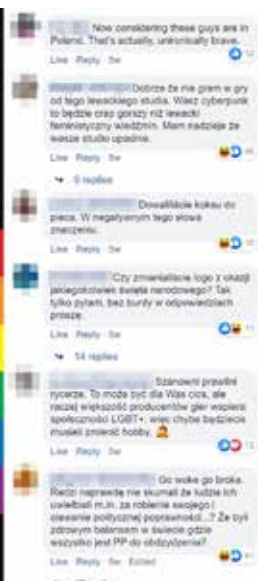 Now considering these guys are in
Poland. That's actually, unironically brave.
Like Reply 5w
Dobrze że nie gram w gry
od tego lewackiego studia. Wasz cyberpunk
to będzie coraz gorszy niż lewacki
feministyczny wiedźmin. Mam nadzieje że
wasze studio upadnie.
Like Reply 5w
replies
Dowaliliście koksu do
pieca. W negatywnym tego słowa
znaczeniu.
Like Reply 5w
Czy zmienialiście logo z okazji
jakiegokolwiek święta narodowego? Tak
tylko pytam, bez burdy w odpowiedziach
proszę.
Like Reply 5w
14 replies
Szanowni prawilni
rycerze, To może być dla Was cios, ale
raczej większość producentów gier wspiera
społeczności LGBT+, więc chyba będziecie
musieli zmienić hobby.
Like Reply 5w
Go woke go broke.
Redzi naprawdę nie skumali że ludzie ich
uwielbiali m.in. za robienie swojego i
olewanie politycznej poprawności...? Że byli
zdrowym balansem w świecie gdzie
wszystko jest PP do obrzydzenia?
Like Reply 5w Edited